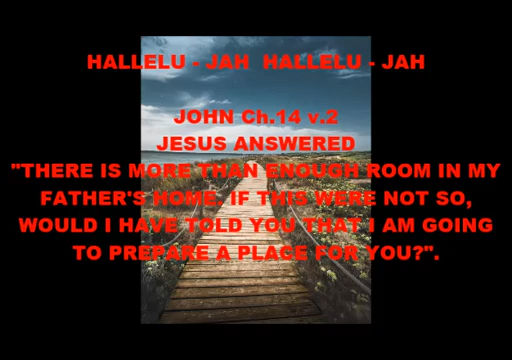 HALLELU - JAH  HALLELU - JAH
JOHN Ch.14 v.2
JESUS ANSWERED
"THERE IS MORE THAN ENOUGH ROOM IN MY
FATHER'S HOME. IF THIS WERE NOT SO,
WOULD I HAVE TOLD YOU THAT I AM GOING
TO PREPARE A PLACE FOR YOU?".